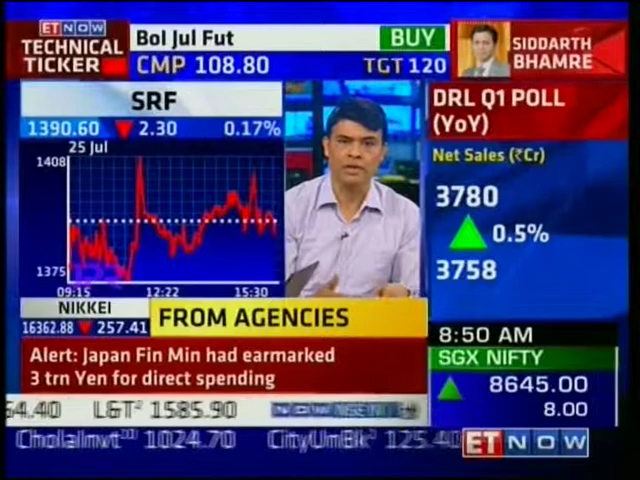 ET NOW
TECHNICAL
TICKER
Bol Jul Fut
BUY
CMP 108.80
TGT 120
SIDDARTH
BHAMRE
SRF
1390.60 2.30 0.17%
25 Jul
1408
1375
09:15 12:22 15:30
DRL Q1 POLL
(YoY)
Net Sales (₹Cr)
3780
0.5%
3758
NIKKEI
16362.88 257.41
FROM AGENCIES
Alert: Japan Fin Min had earmarked
3 trn Yen for direct spending
8:50 AM
SGX NIFTY
8645.00
8.00
64.40 L&T² 1585.90
1024.70 CityUnBk² 125.40
ET NOW